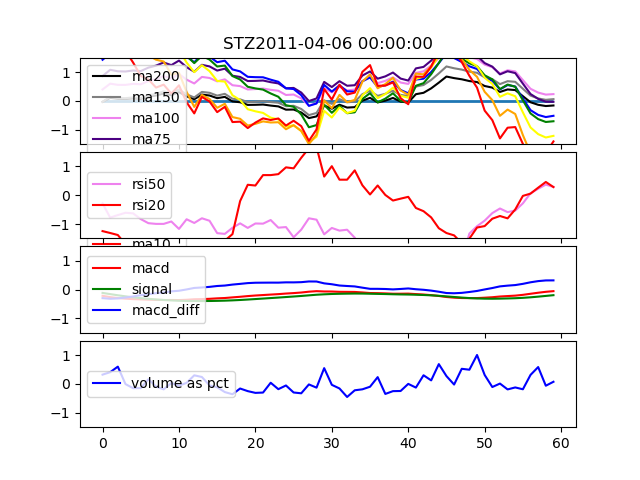 STZ2011-04-06 00:00:00
1
0
−1
ma200
ma150
ma100
ma75
1
0
−1
rsi50
rsi20
ma10
1
0
−1
macd
signal
macd_diff
1
0
−1
volume as pct
0
10
20
30
40
50
60